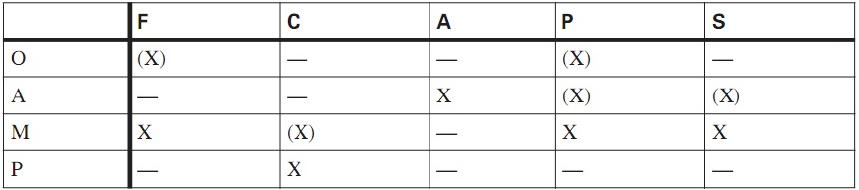 F C A P S
O (X) — — (X) —
A — — X (X) (X)
M X (X) — X X
P — X — — —